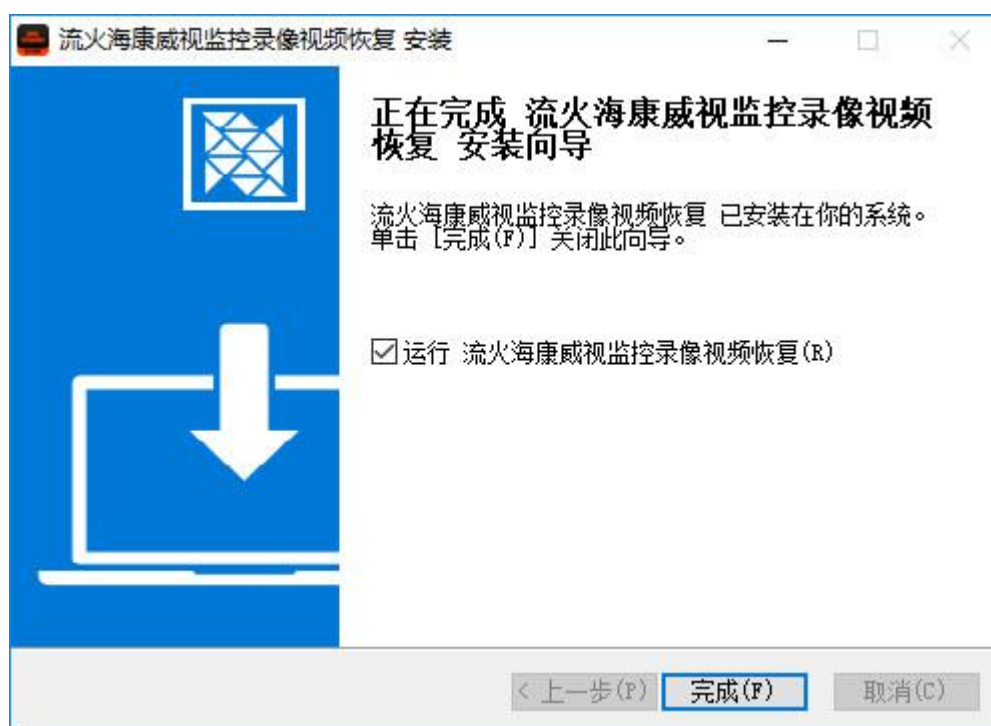 流火海康威视监控录像视频恢复 安装
正在完成 流火海康威视监控录像视频
恢复 安装向导
流火海康威视监控录像视频恢复 已安装在你的系统。
单击 [完成(F)] 关闭此向导。
运行 流火海康威视监控录像视频恢复(R)
< 上一步(P)
完成(F)
取消(C)